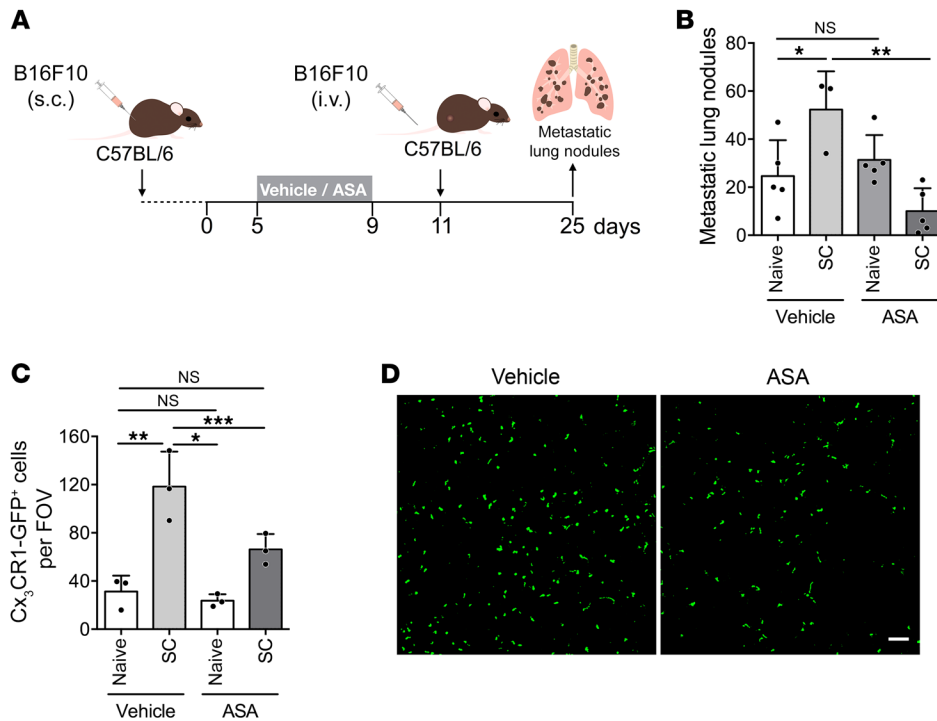 A
B16F10
(s.c.)
C57BL/6
B16F10
(i.v.)
C57BL/6
Metastatic
lung nodules
Vehicle / ASA
0 5 9 11 25 days
B
Metastatic lung nodules
80
60
40
20
0
NS
* **
Naive SC Naive SC
Vehicle ASA
C
Cx₃CR1-GFP⁺ cells
per FOV
160
120
80
40
0
NS
NS
***
** *
Naive SC Naive SC
Vehicle ASA
D
Vehicle ASA